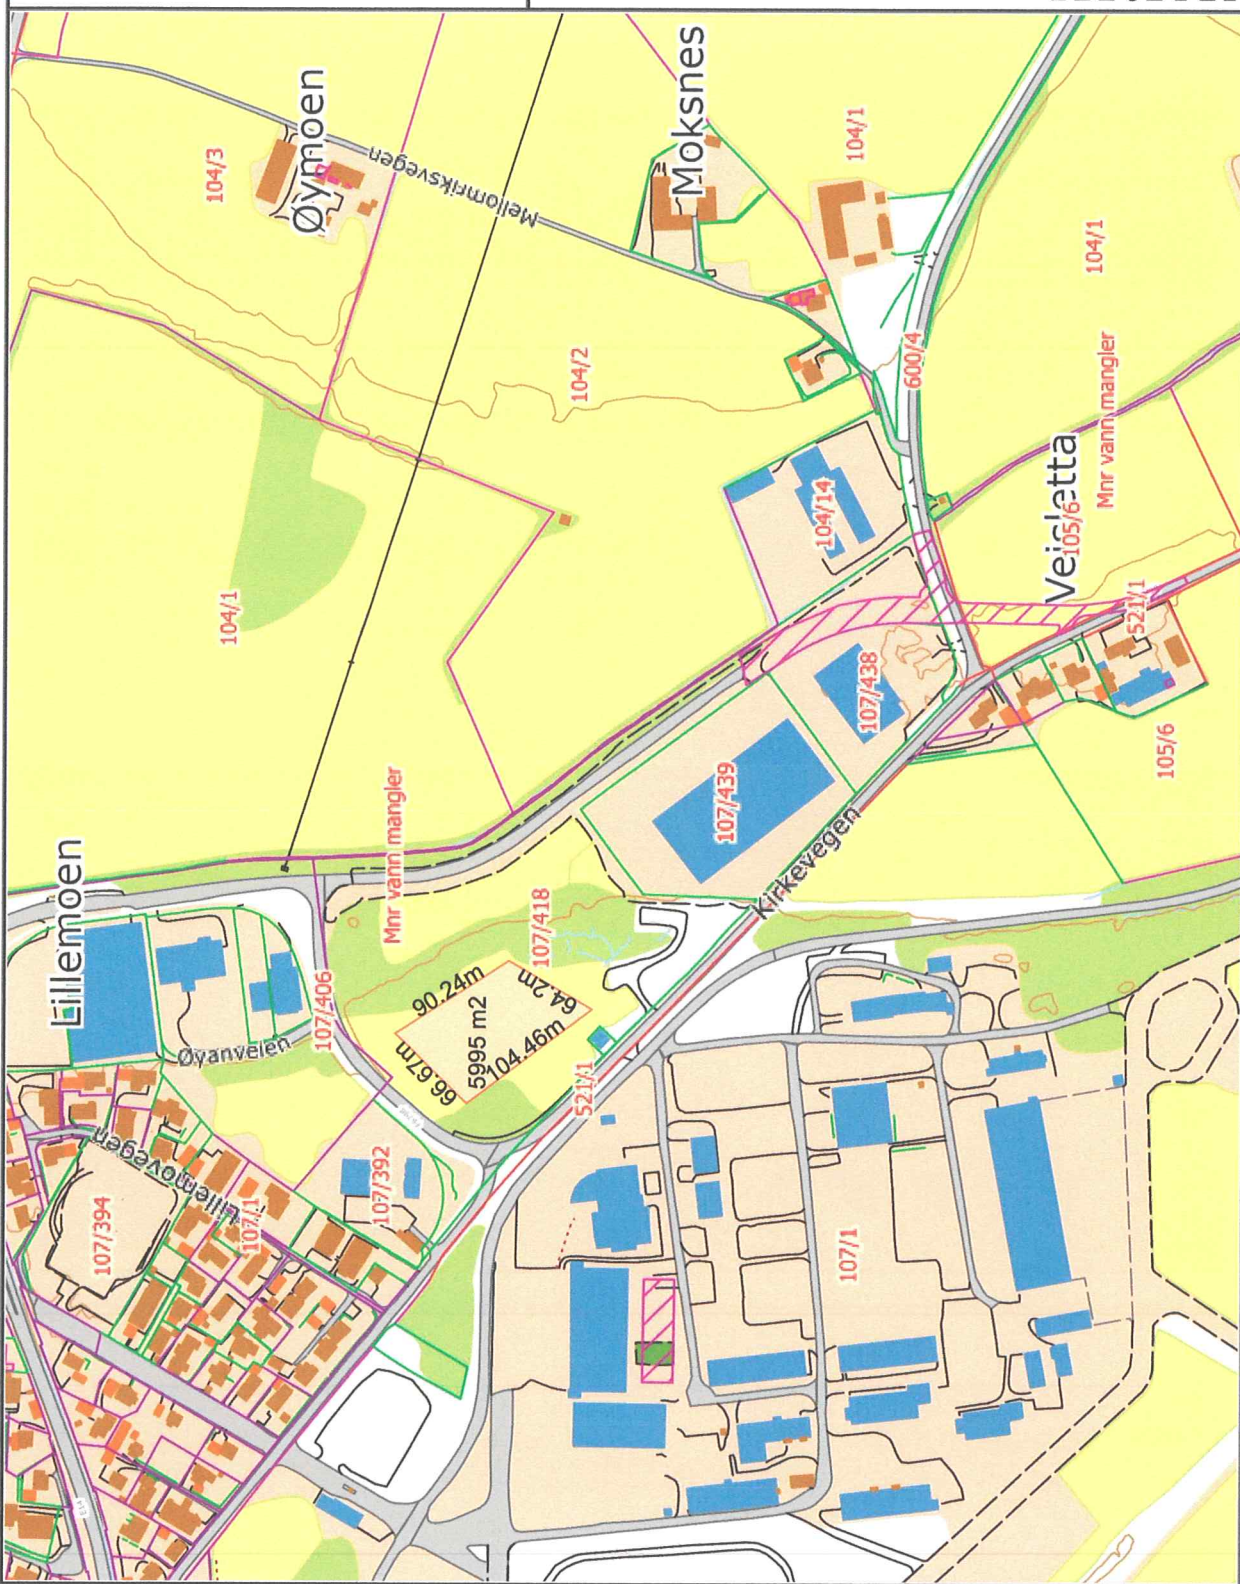 Øymoen
104/3
Mellomriksvegen
Moksnes
104/1
104/1
104/2
600/4
104/14
Mnr vann mangler
Veisletta
105/6
104/1
521/1
107/438
105/6
107/439
Kirkevegen
Mnr vann mangler
Lillemoen
107/418
107/406
Øyanveien
90.24m
64.2m
5995 m2
104.46m
66.67m
521/1
107/392
Lillemovegen
107/1
107/394
107/1
E14